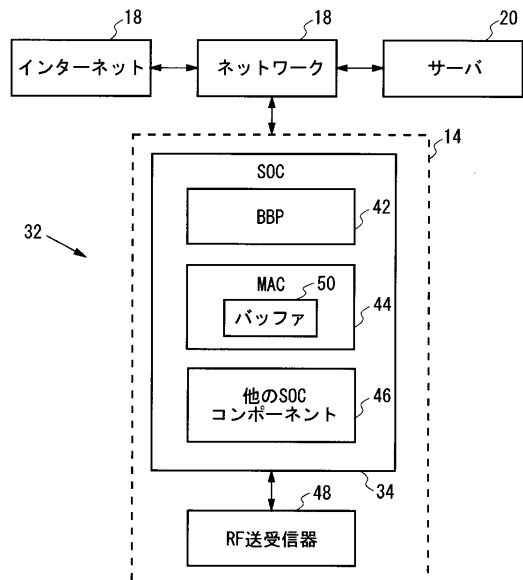 18
18
20
インターネット
ネットワーク
サーバ
14
SOC
BBP
42
32
MAC
50
バッファ
44
他のSOC
コンポーネント
46
34
48
RF送受信器